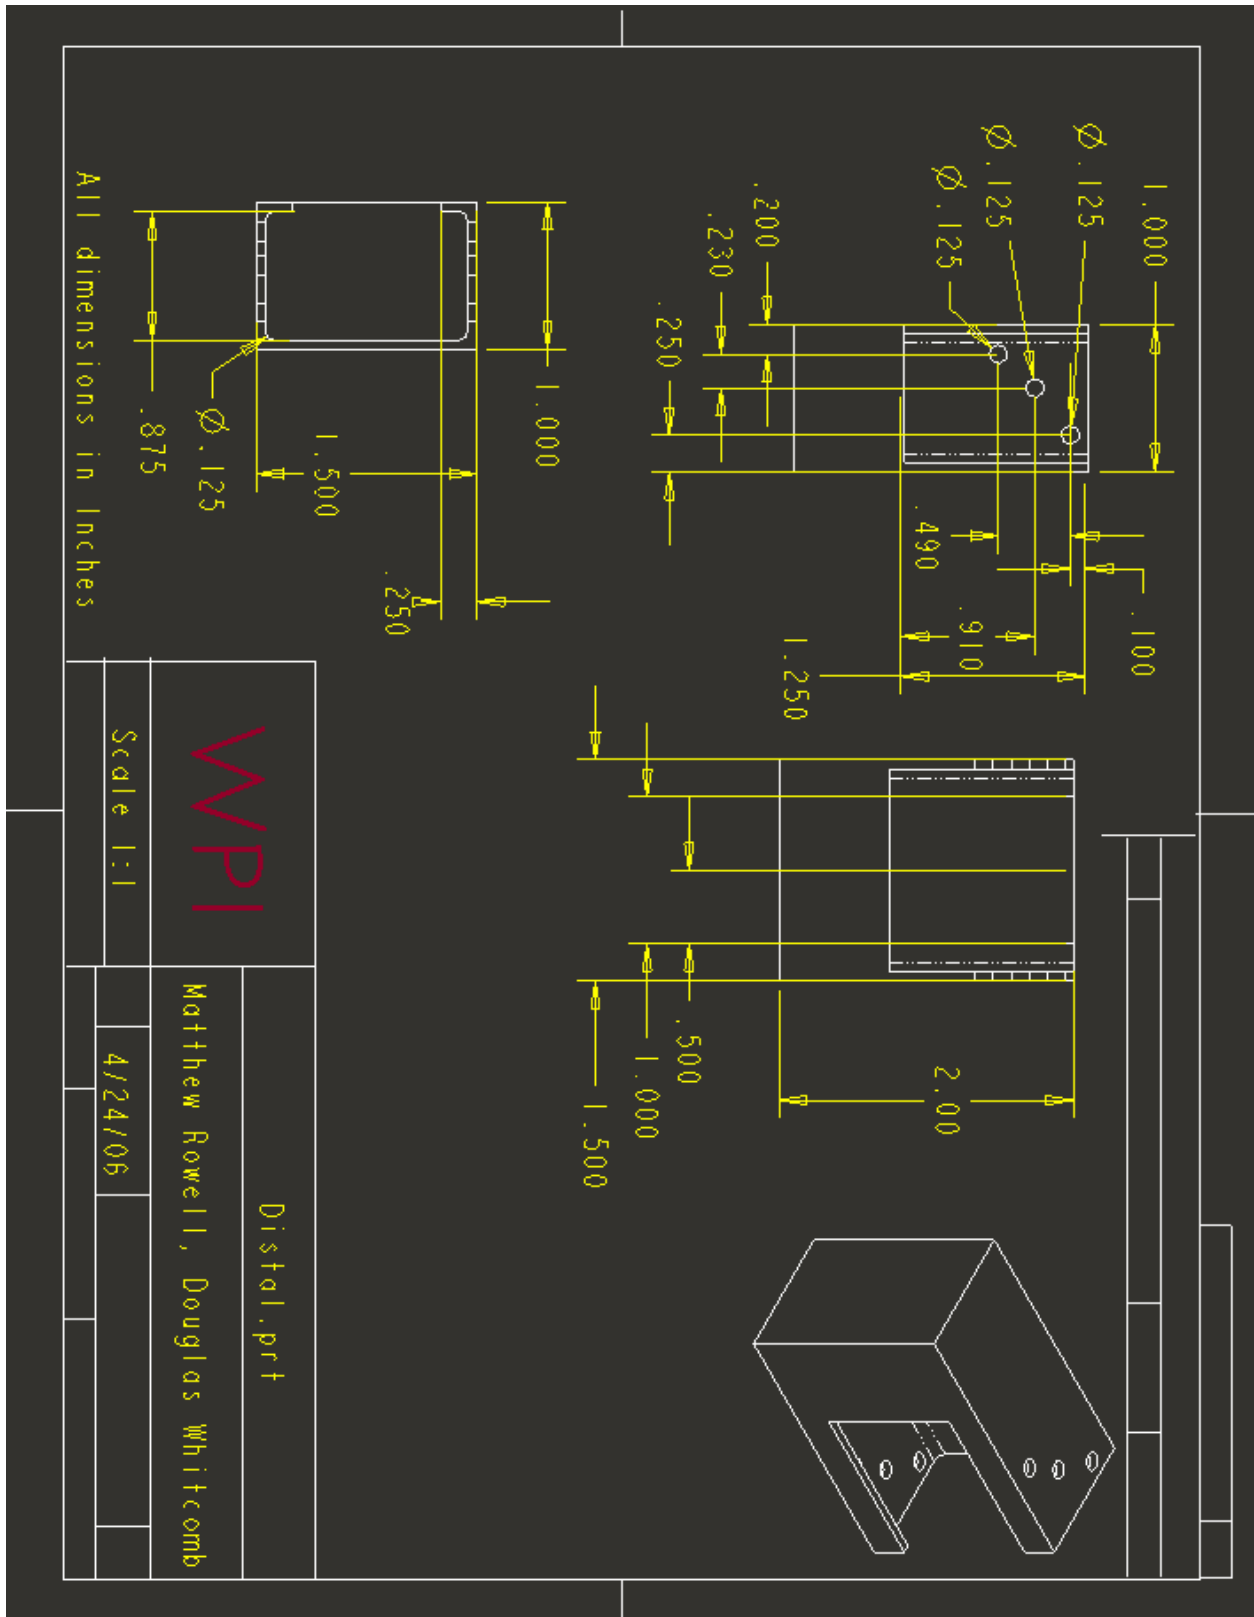 1.000
Ø.125
.100
Ø.125
Ø.125
.910
.490
1.250
.200
.230
.250
2.00
.500
1.000
1.500
1.000
.250
1.500
Ø.125
.875
All dimensions in Inches
WPI
Scale 1:1
Distal.prt
Matthew Rowell, Douglas Whitcomb
4/24/06